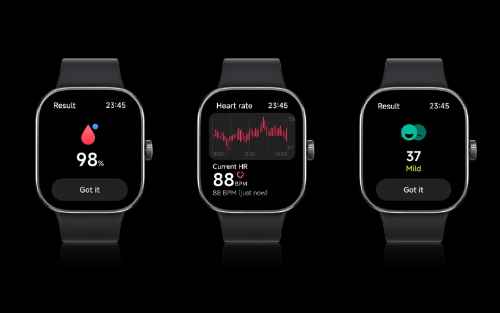 Result 23:45
98%
Got it
Heart rate 23:45
Current HR
88 BPM
88 BPM (just now)
Result 23:45
37
Mild
Got it